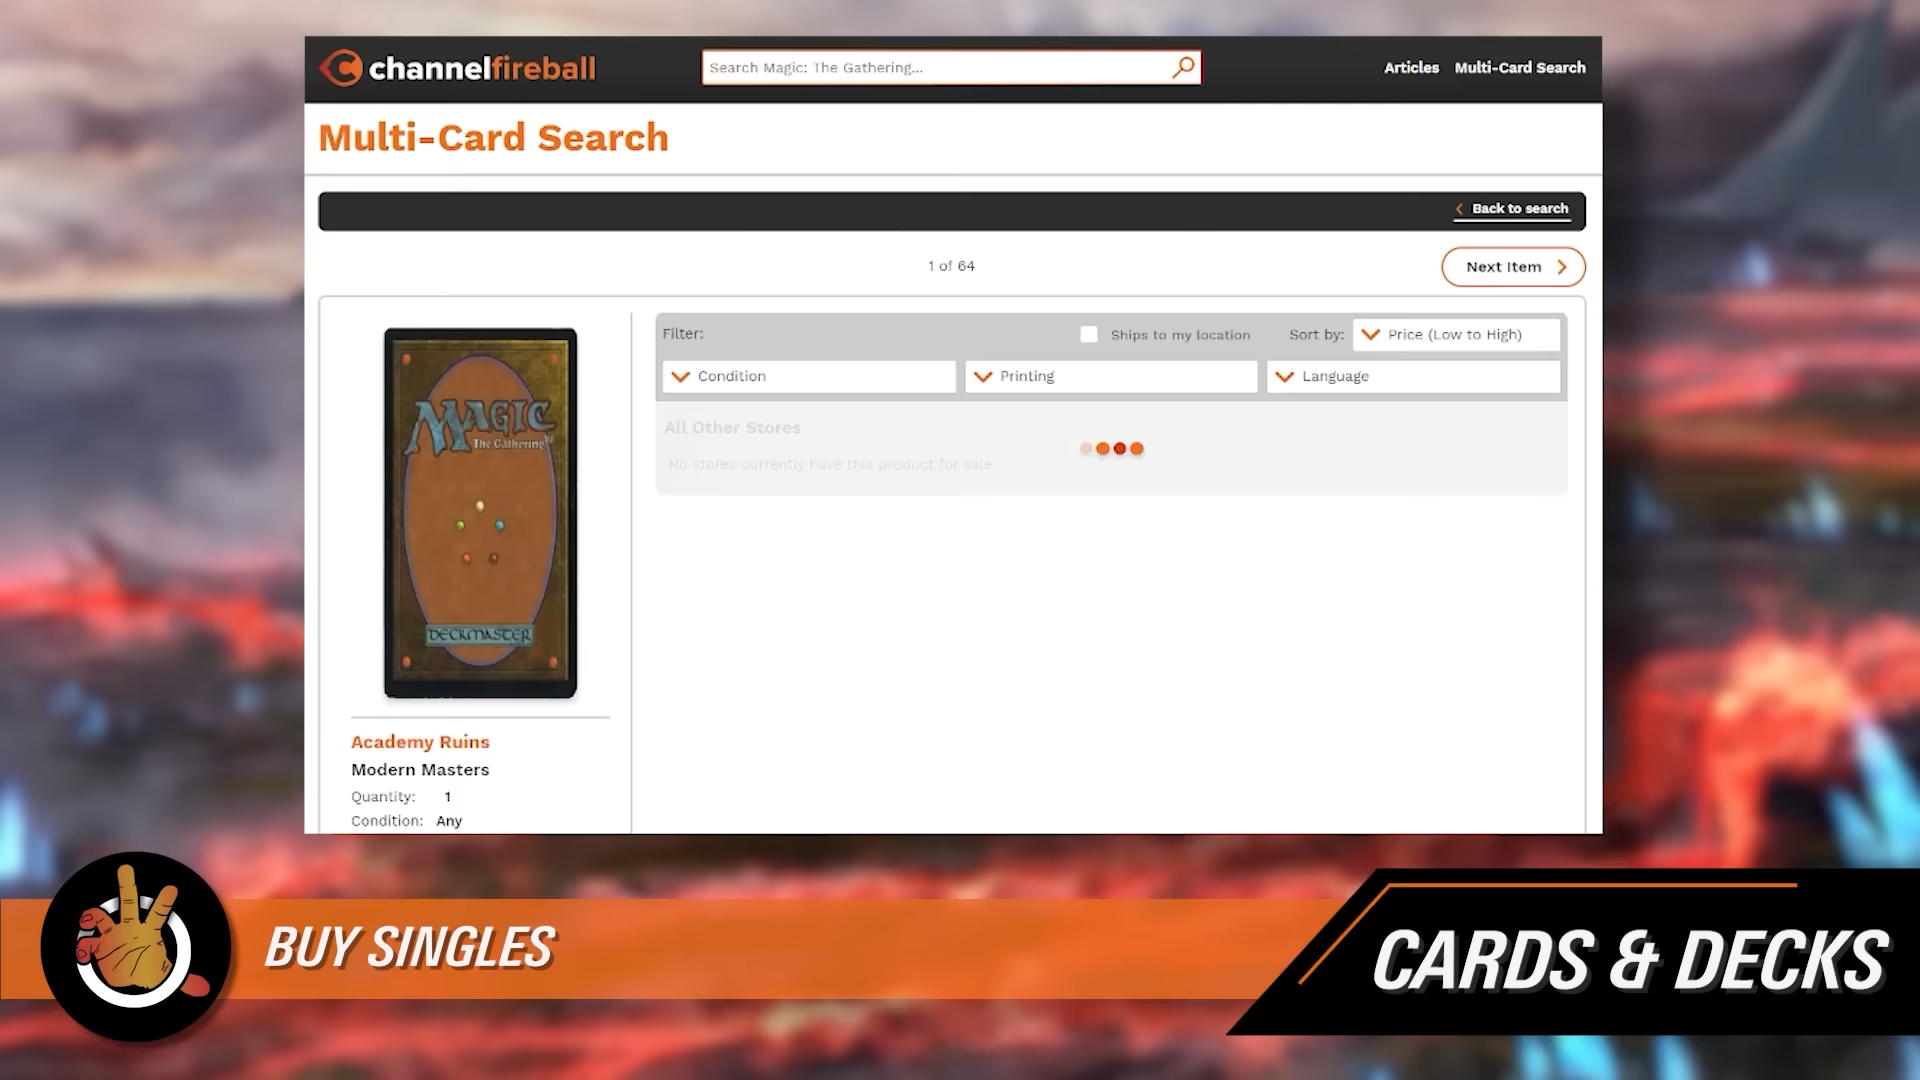 channelfireball
Search Magic: The Gathering...
Articles
Multi-Card Search
Multi-Card Search
Back to search
1 of 64
Next Item
Filter:
Ships to my location
Sort by:
Price (Low to High)
Condition
Printing
Language
All Other Stores
No stores currently have this product for sale
MAGIC
The Gathering
DECKMASTER
Academy Ruins
Modern Masters
Quantity: 1
Condition: Any
BUY SINGLES
CARDS & DECKS